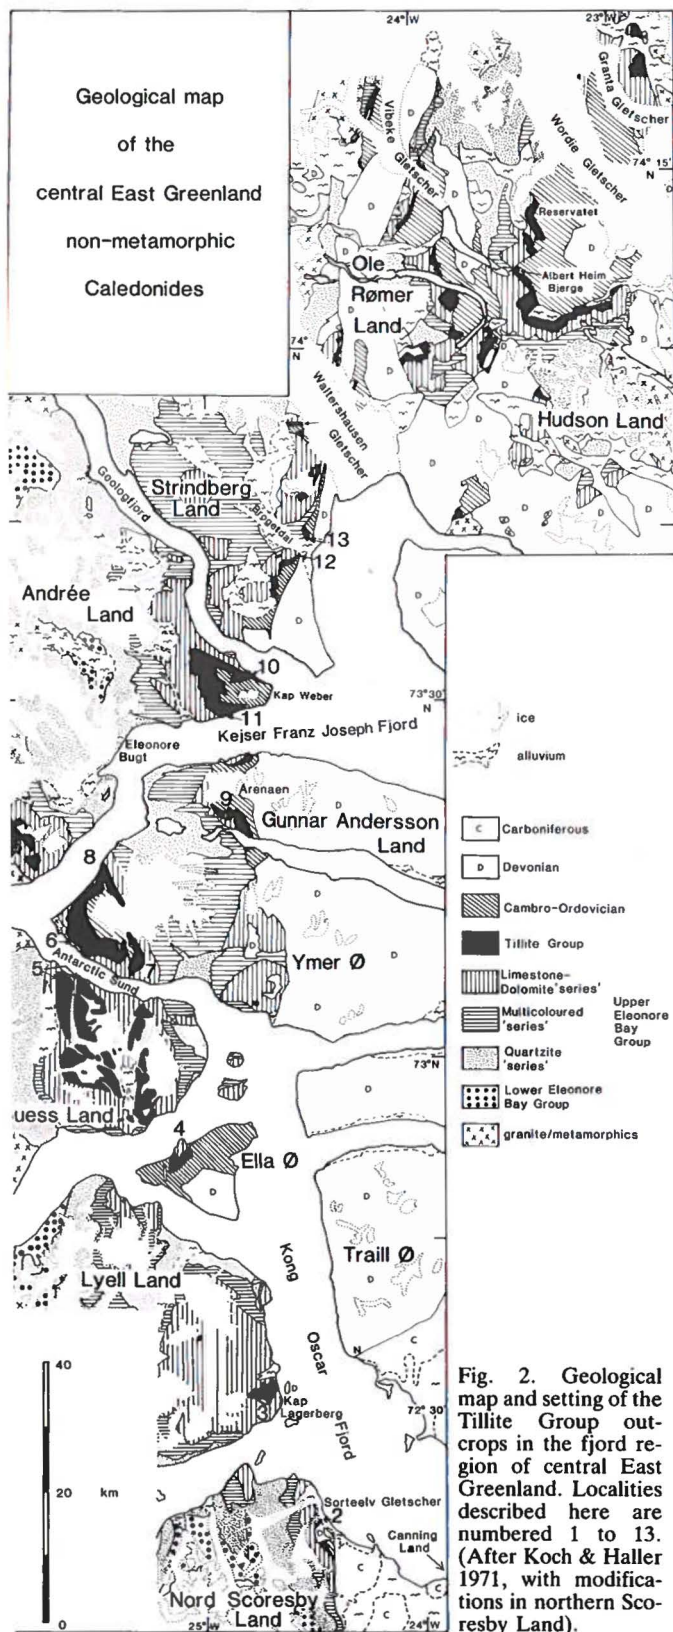 Geological map
of the
central East Greenland
non-metamorphic
Caledonides
24° W
23° W
Granta Gletscher
Vibeke
Gletscher
Wordie Gletscher
74° 15'
N
D
Reservatet
D
D
Albert Heim
Bjerge
Ole
Rømer
Land
74°
N
D
D
Waltershausen
Gletscher
D
Hudson Land
D
D
D
Geologfjord
Strindberg
Land
Brogetdal
13
12
D
D
Andrée
Land
D
10
Kap Weber
73° 30'
N
11
Kejser Franz Joseph Fjord
Eleonore
Bugt
ice
alluvium
Arenaen
9
D
Gunnar Andersson
Land
C Carboniferous
D Devonian
Cambro-Ordovician
Tillite Group
Limestone-
Dolomite 'series'
Multicoloured
'series'
Upper
Eleonore
Bay
Group
Quartzite
'series'
Lower Eleonore
Bay Group
granite/metamorphics
8
D
6
5
7
Antarctic Sund
D
Ymer Ø
D
73° N
D
uess Land
4
Ella Ø
D
D
Traill Ø
D
Lyell Land
Kong
Oscar
Fjord
N
C
C
40
20
0
km
D
Kap
Lagerberg
3
72° 30'
N
Sorteelv Gletscher
2
C
Canning
Land
C
C
C
Nord Scoresby
Land
25° W
24° W
Fig. 2. Geological
map and setting of the
Tillite Group out-
crops in the fjord re-
gion of central East
Greenland. Localities
described here are
numbered 1 to 13.
(After Koch & Haller
1971, with modifica-
tions in northern Sco-
resby Land).